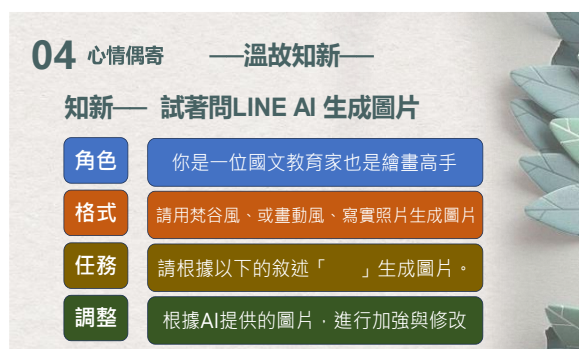 04 心情偶寄 ──溫故知新──
知新── 試著問LINE AI 生成圖片
角色 你是一位國文教育家也是繪畫高手
格式 請用梵谷風、或畫動風、寫實照片生成圖片
任務 請根據以下的敘述「　　」生成圖片。
調整 根據AI提供的圖片，進行加強與修改